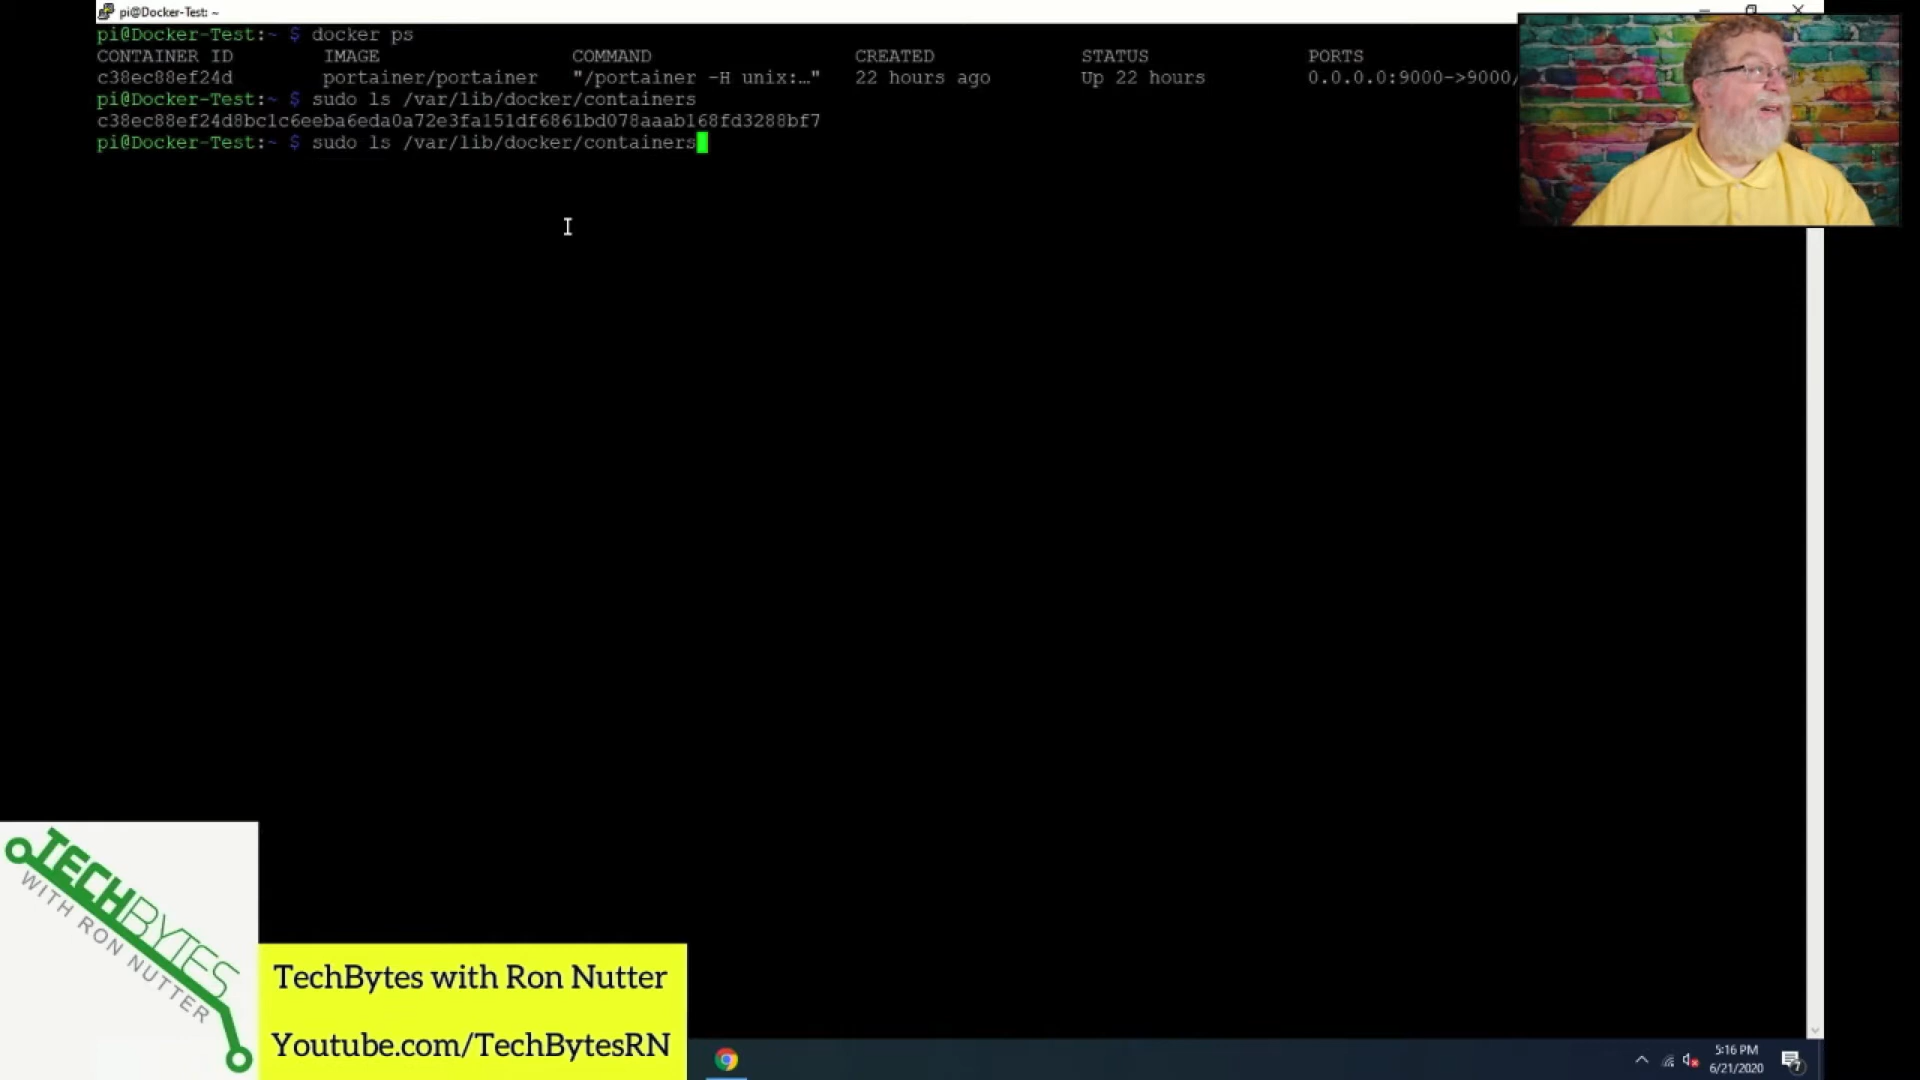 pi@Docker-Test: ~
pi@Docker-Test:~ $ docker ps
CONTAINER ID IMAGE COMMAND CREATED STATUS PORTS
c38ec88ef24d portainer/portainer "/portainer -H unix:…" 22 hours ago Up 22 hours 0.0.0.0:9000->9000/
pi@Docker-Test:~ $ sudo ls /var/lib/docker/containers
c38ec88ef24d8bc1c6eeba6eda0a72e3fa151df6861bd078aaab168fd3288bf7
pi@Docker-Test:~ $ sudo ls /var/lib/docker/containers
TECHBYTES
WITH RON NUTTER
TechBytes with Ron Nutter
Youtube.com/TechBytesRN
5:16 PM
6/21/2020
7